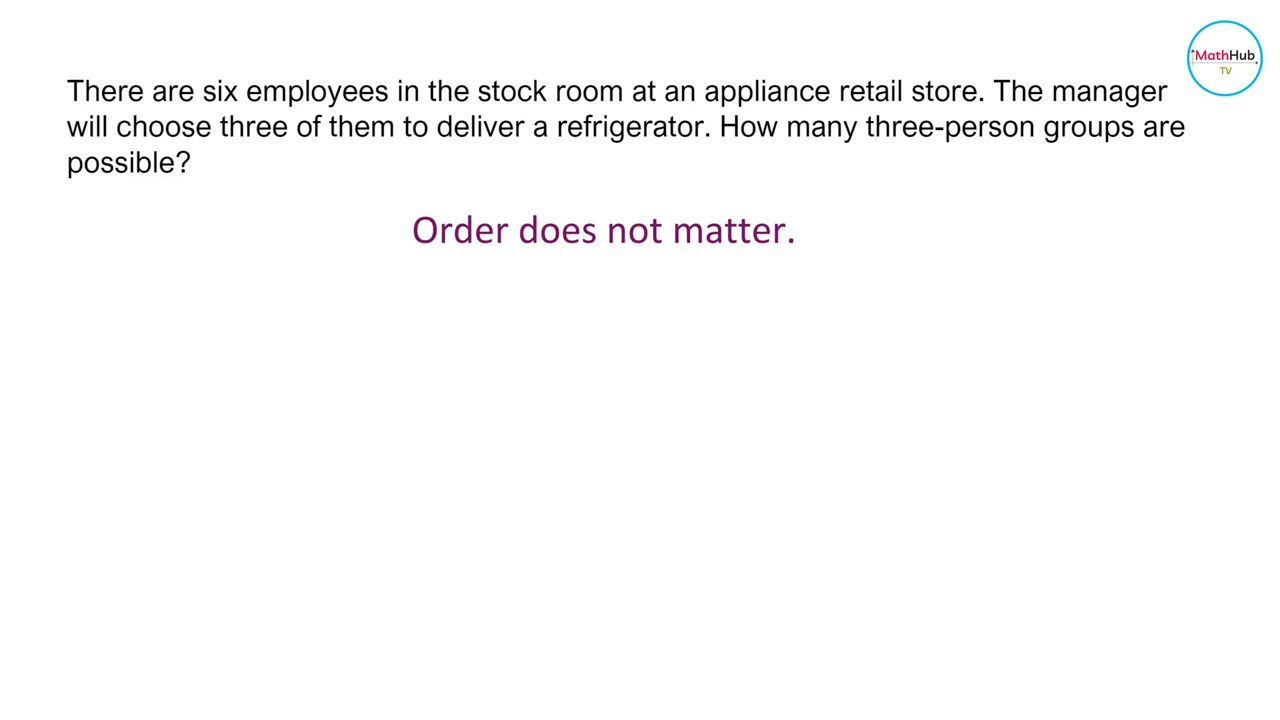 MathHub
TV
There are six employees in the stock room at an appliance retail store. The manager
will choose three of them to deliver a refrigerator. How many three-person groups are
possible?
Order does not matter.